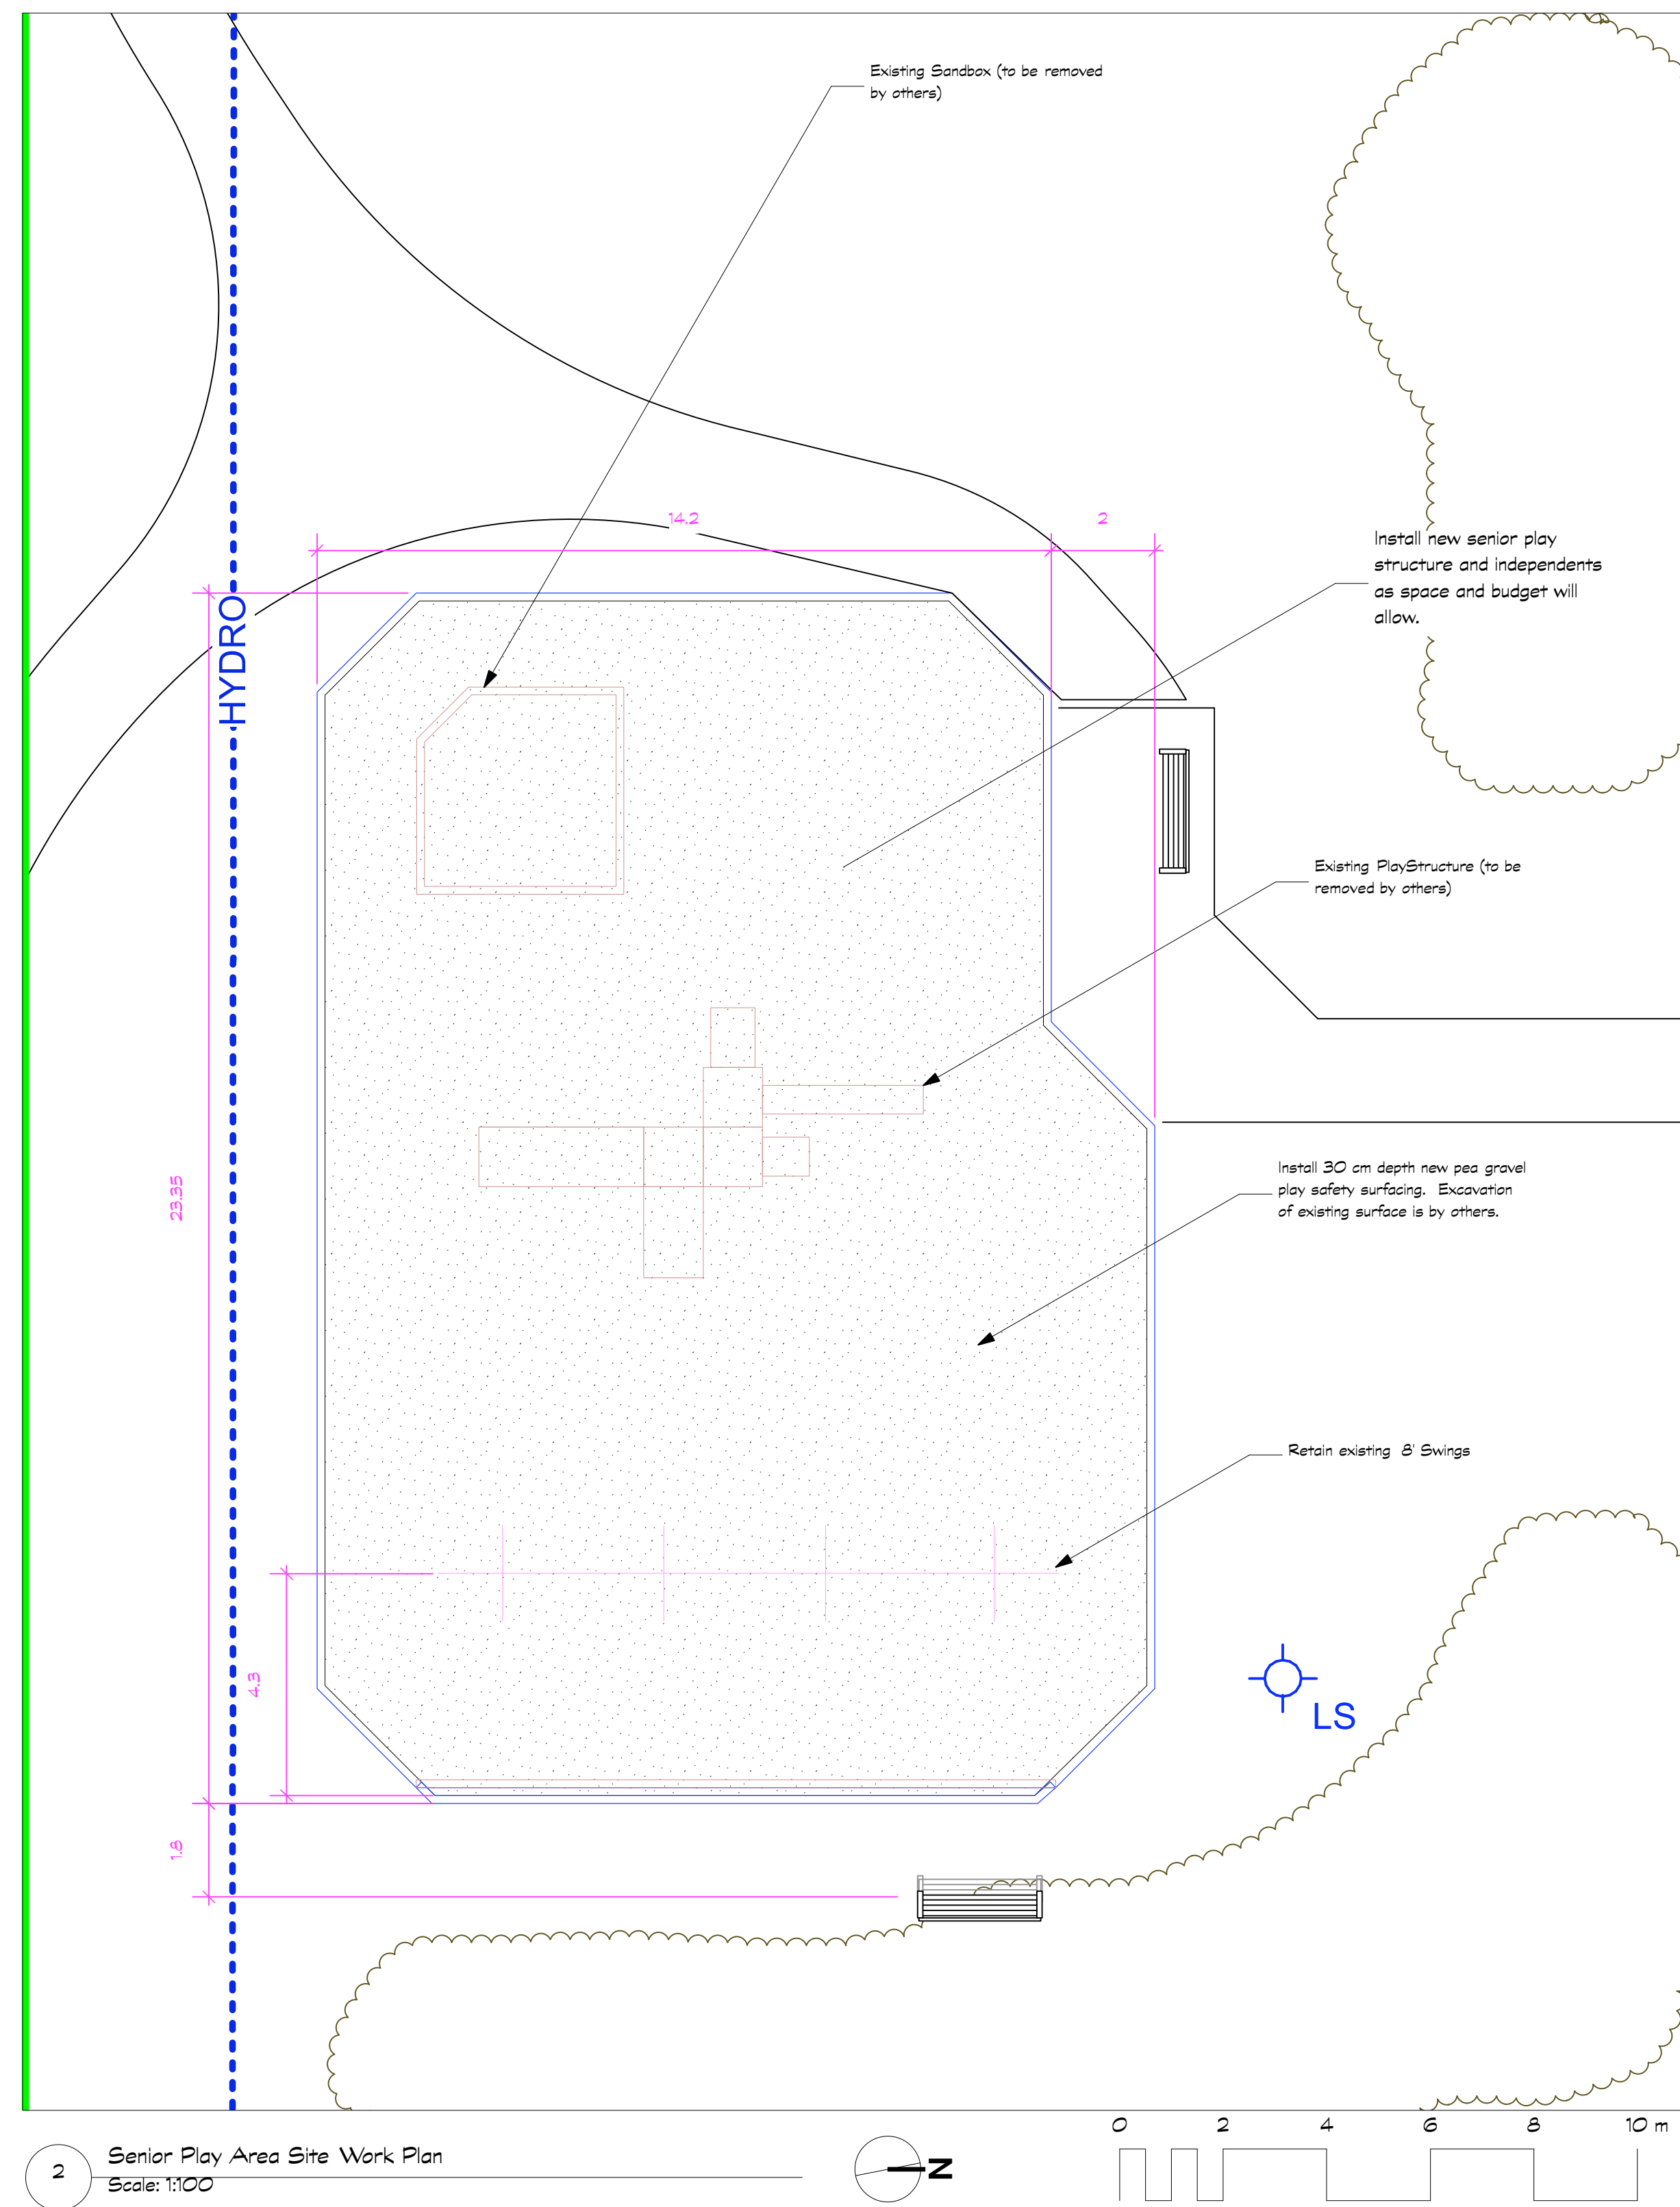 Existing Sandbox (to be removed
by others)
14.2
2
Install new senior play
structure and independents
as space and budget will
allow.
HYDRO
Existing PlayStructure (to be
removed by others)
23.35
Install 30 cm depth new pea gravel
play safety surfacing.  Excavation
of existing surface is by others.
Retain existing  8' Swings
4.3
LS
1.8
0 2 4 6 8 10 m
2
Senior Play Area Site Work Plan
Scale: 1:100
N